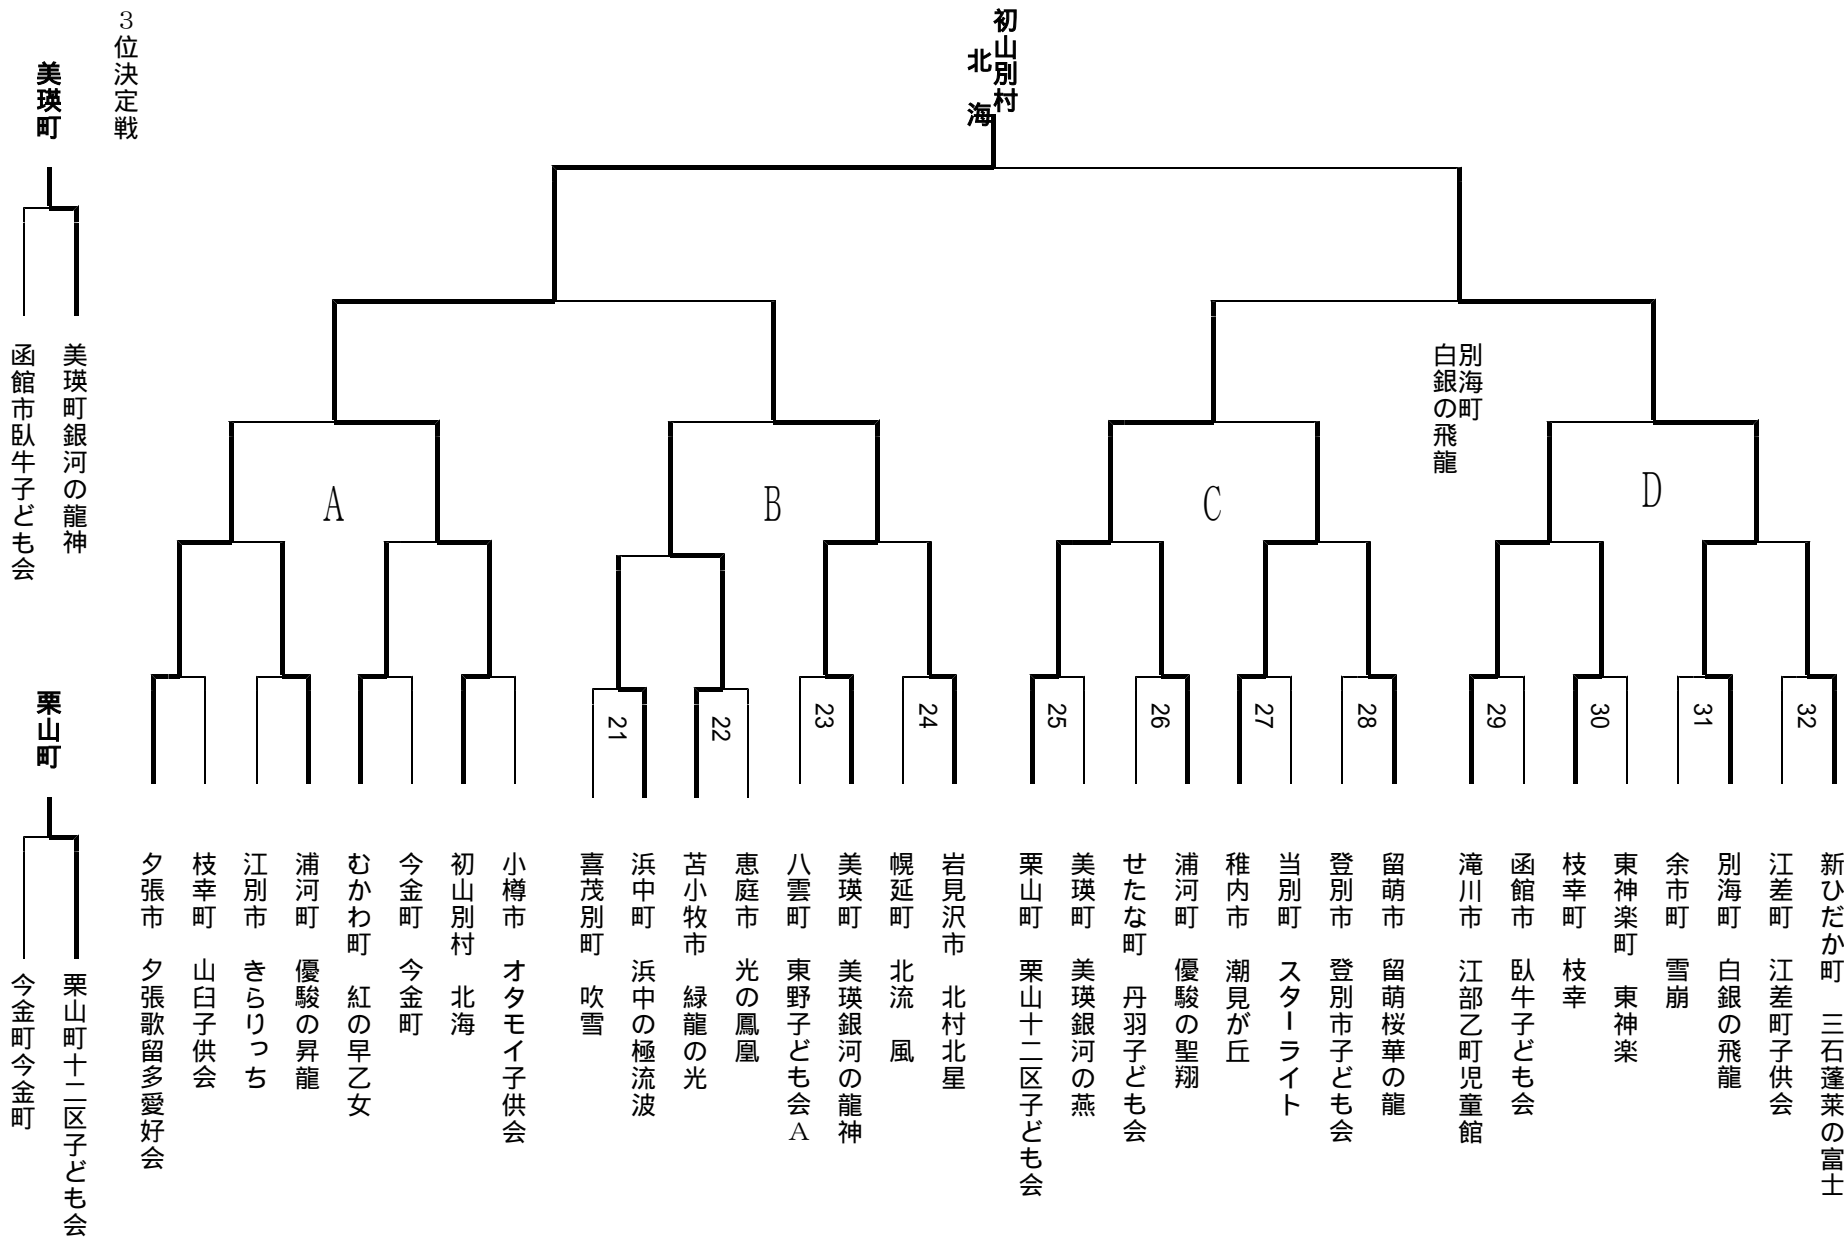 3位決定戦
美瑛町
函館市臥牛子ども会
美瑛町銀河の龍神
栗山町
今金町今金町
栗山町十二区子ども会
初山別村
北 海
別海町
白銀の飛龍
A
B
C
D
21
22
23
24
25
26
27
28
29
30
31
32
夕張市 夕張歌留多愛好会
枝幸町 山臼子供会
江別市 きらりっち
浦河町 優駿の昇龍
むかわ町 紅の早乙女
今金町 今金町
初山別村 北海
小樽市 オタモイ子供会
喜茂別町 吹雪
浜中町 浜中の極流波
苫小牧市 緑龍の光
恵庭市 光の鳳凰
八雲町 東野子ども会A
美瑛町 美瑛銀河の龍神
幌延町 北流 風
岩見沢市 北村北星
栗山町 栗山十二区子ども会
美瑛町 美瑛銀河の燕
せたな町 丹羽子ども会
浦河町 優駿の聖翔
稚内市 潮見が丘
当別町 スターライト
登別市 登別市子ども会
留萌市 留萌桜華の龍
滝川市 江部乙町児童館
函館市 臥牛子ども会
枝幸町 枝幸
東神楽町 東神楽
余市町 雪崩
別海町 白銀の飛龍
江差町 江差町子供会
新ひだか町 三石蓬莱の富士